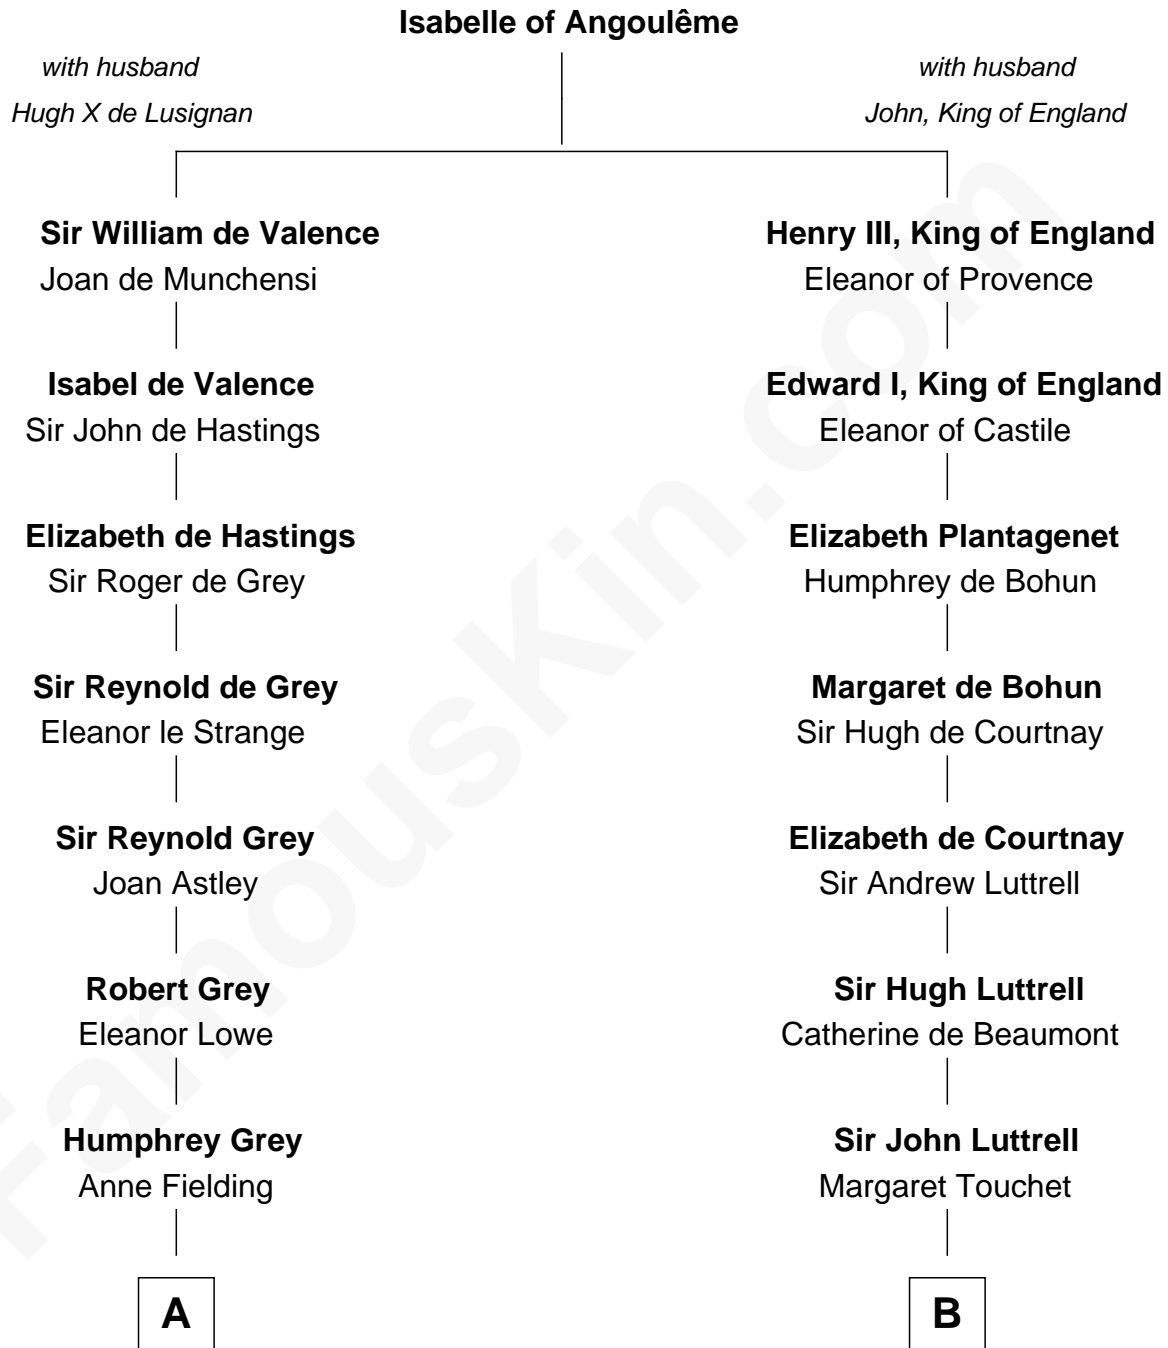 Isabelle of Angoulême
with husband
Hugh X de Lusignan
with husband
John, King of England
Sir William de Valence
Joan de Munchensi
Henry III, King of England
Eleanor of Provence
Isabel de Valence
Sir John de Hastings
Edward I, King of England
Eleanor of Castile
Elizabeth de Hastings
Sir Roger de Grey
Elizabeth Plantagenet
Humphrey de Bohun
Sir Reynold de Grey
Eleanor le Strange
Margaret de Bohun
Sir Hugh de Courtnay
Sir Reynold Grey
Joan Astley
Elizabeth de Courtnay
Sir Andrew Luttrell
Robert Grey
Eleanor Lowe
Sir Hugh Luttrell
Catherine de Beaumont
Humphrey Grey
Anne Fielding
Sir John Luttrell
Margaret Touchet
A
B
FamousKin.com